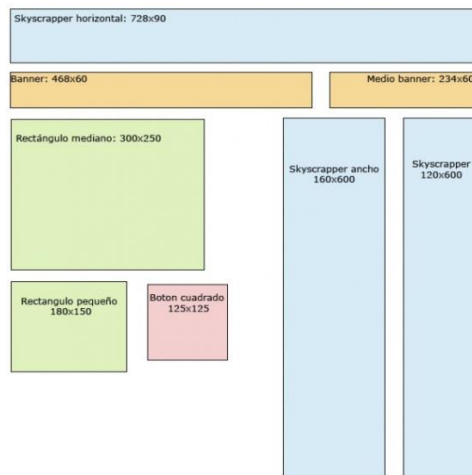 Skyscrapper horizontal: 728x90
Banner: 468x60
Medio banner: 234x60
Rectángulo mediano: 300x250
Skyscrapper ancho
160x600
Skyscrapper
120x600
Rectangulo pequeño
180x150
Boton cuadrado
125x125